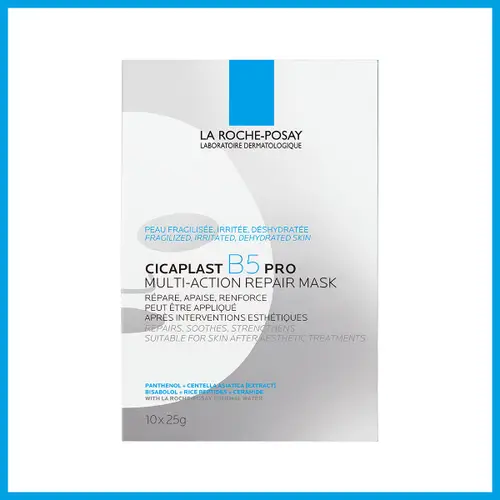 LA ROCHE-POSAY
LABORATOIRE DERMATOLOGIQUE
PEAU FRAGILISÉE, IRRITÉE, DÉSHYDRATÉE
FRAGILIZED, IRRITATED, DEHYDRATED SKIN
CICAPLAST B5 PRO
MULTI-ACTION REPAIR MASK
RÉPARE, APAISE, RENFORCE
PEUT ÊTRE APPLIQUÉ
APRÈS INTERVENTIONS ESTHÉTIQUES
REPAIRS, SOOTHES, STRENGTHENS
SUITABLE FOR SKIN AFTER AESTHETIC TREATMENTS
PANTHENOL + CENTELLA ASIATICA [EXTRACT]
BISABOLOL + RICE PEPTIDES + CERAMIDE
WITH LA ROCHE-POSAY THERMAL WATER
10x25g